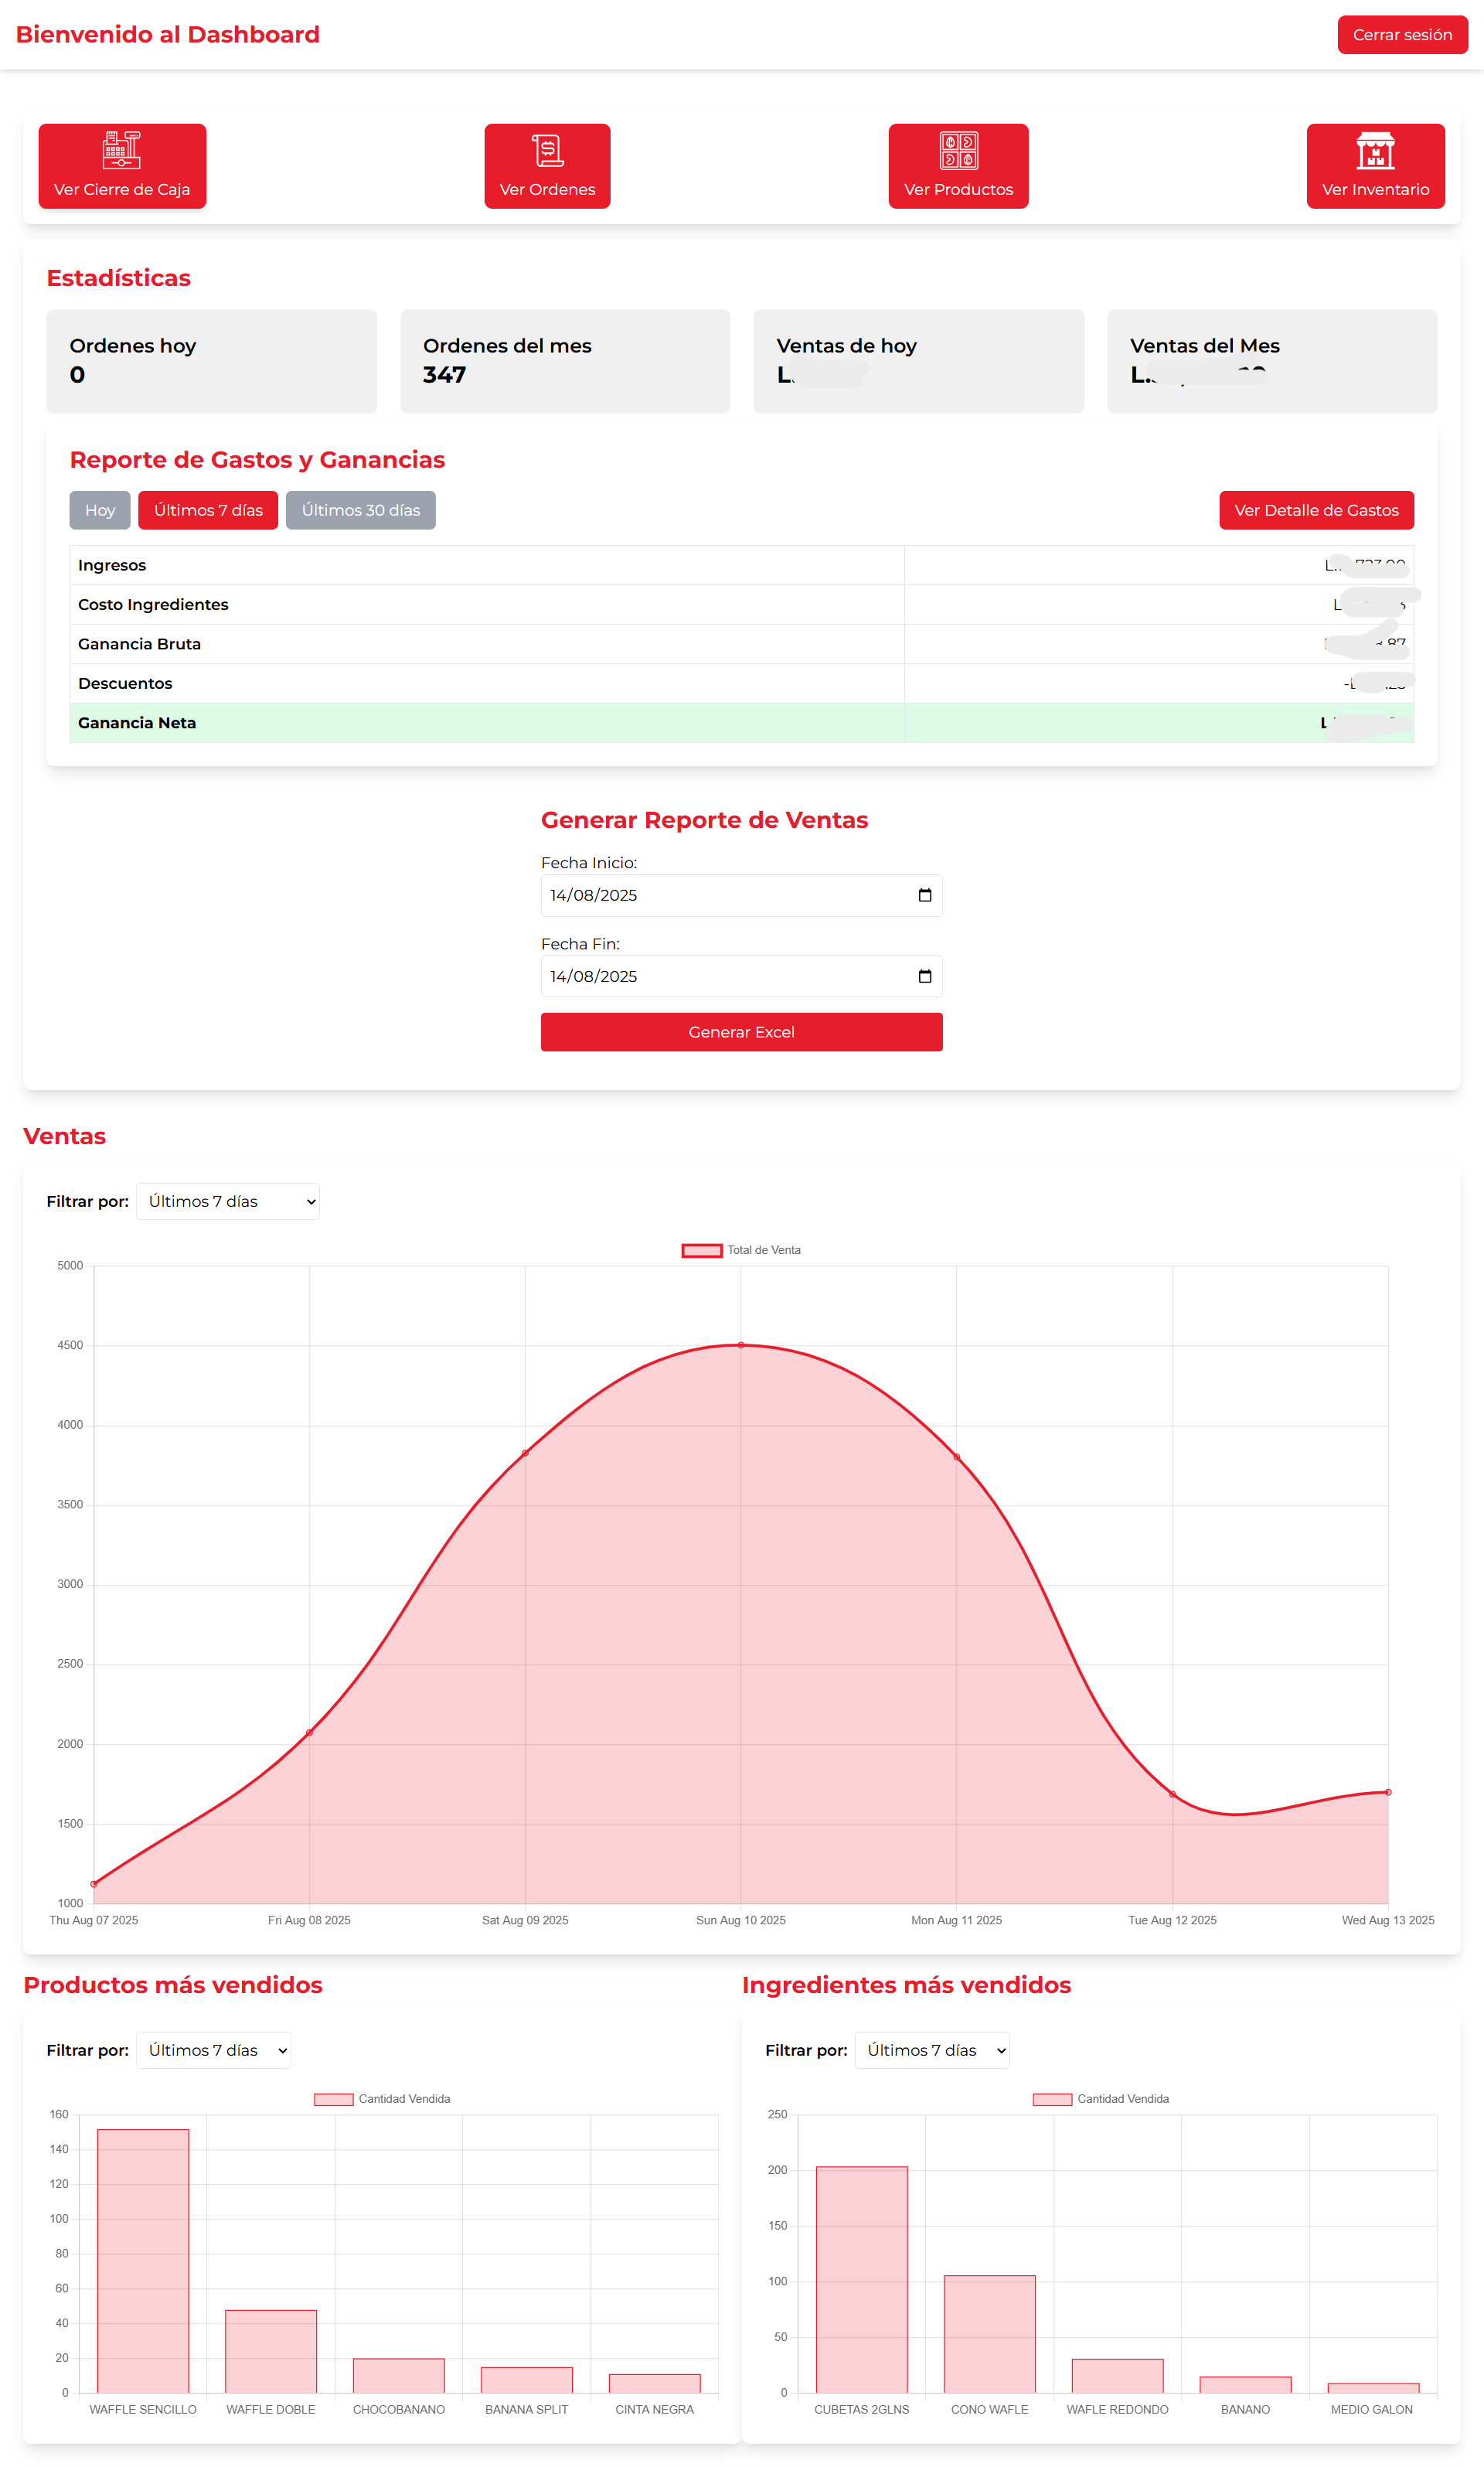 Bienvenido al Dashboard
Cerrar sesión
Ver Cierre de Caja
Ver Ordenes
Ver Productos
Ver Inventario
Estadísticas
Ordenes hoy
0
Ordenes del mes
347
Ventas de hoy
L.
Ventas del Mes
L.
Reporte de Gastos y Ganancias
Hoy
Últimos 7 días
Últimos 30 días
Ver Detalle de Gastos
Ingresos
Costo Ingredientes
Ganancia Bruta
Descuentos
Ganancia Neta
Generar Reporte de Ventas
Fecha Inicio:
14/08/2025
Fecha Fin:
14/08/2025
Generar Excel
Ventas
Filtrar por: Últimos 7 días
Total de Venta
5000
4500
4000
3500
3000
2500
2000
1500
1000
Thu Aug 07 2025
Fri Aug 08 2025
Sat Aug 09 2025
Sun Aug 10 2025
Mon Aug 11 2025
Tue Aug 12 2025
Wed Aug 13 2025
Productos más vendidos
Filtrar por: Últimos 7 días
Cantidad Vendida
160
140
120
100
80
60
40
20
0
WAFFLE SENCILLO
WAFFLE DOBLE
CHOCOBANANO
BANANA SPLIT
CINTA NEGRA
Ingredientes más vendidos
Filtrar por: Últimos 7 días
Cantidad Vendida
250
200
150
100
50
0
CUBETAS 2GLNS
CONO WAFLE
WAFLE REDONDO
BANANO
MEDIO GALON